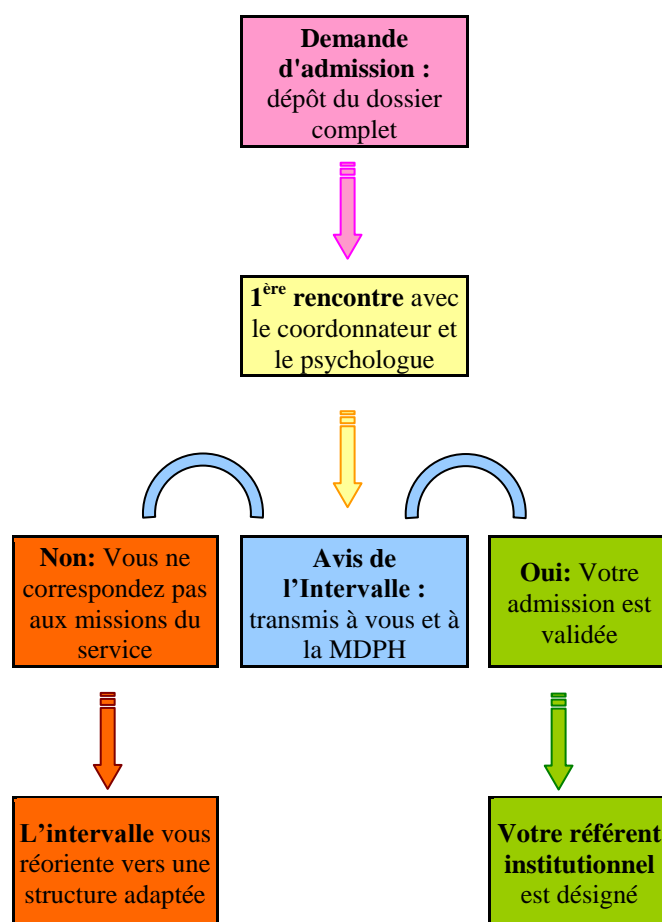 Demande
d'admission :
dépôt du dossier
complet
1ère rencontre avec
le coordonnateur et
le psychologue
Non: Vous ne
correspondez pas
aux missions du
service
Avis de
l’Intervalle :
transmis à vous et à
la MDPH
Oui: Votre
admission est
validée
L’intervalle vous
réoriente vers une
structure adaptée
Votre référent
institutionnel
est désigné